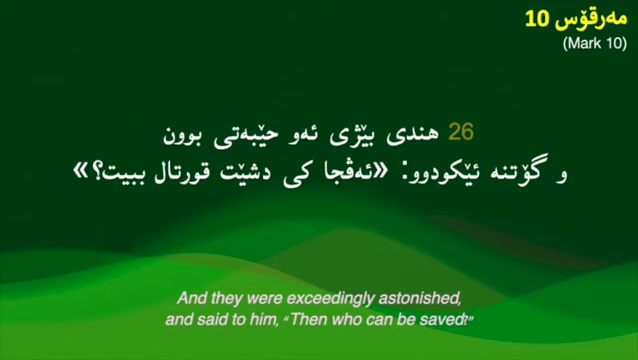 مەرقۆس 10
(Mark 10)
26 هندی بێژی ئەو حێبەتی بوون
و گۆتنە ئێکودوو: «ئەڤجا کی دشێت قورتال ببیت؟»
And they were exceedingly astonished,
and said to him, “Then who can be saved?”